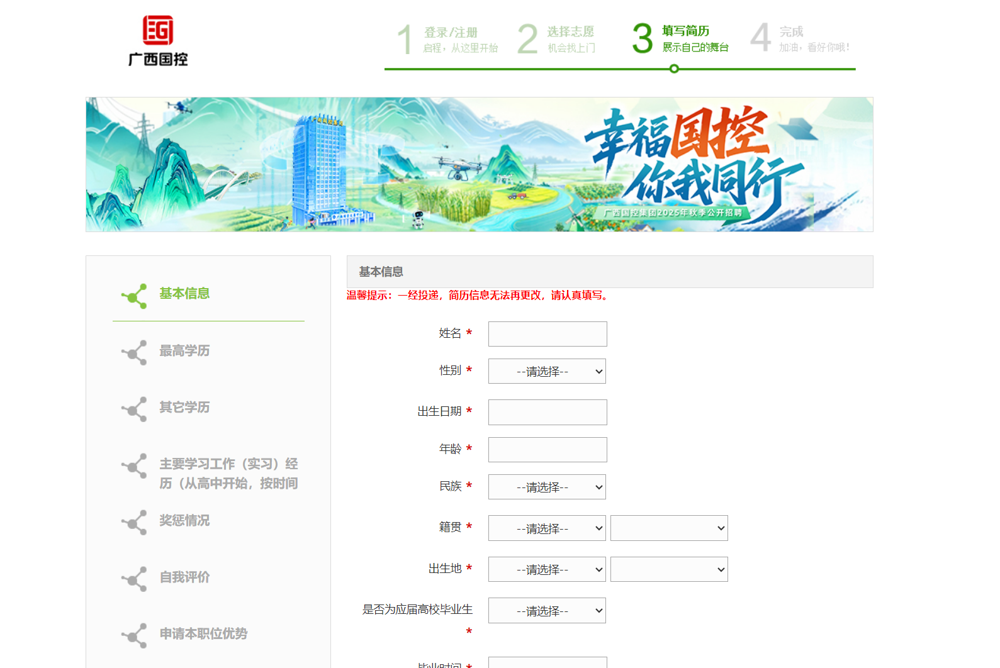 广西国控
1 登录/注册
启程，从这里开始
2 选择志愿
机会找上门
3 填写简历
展示自己的舞台
4 完成
加油，看好你哦!
幸福国控
你我同行
广西国控集团2025年秋季公开招聘
基本信息
最高学历
其它学历
主要学习工作（实习）经
历（从高中开始，按时间
奖惩情况
自我评价
申请本职位优势
基本信息
温馨提示：一经投递，简历信息无法再更改，请认真填写。
姓名 *
性别 * --请选择--
出生日期 *
年龄 *
民族 * --请选择--
籍贯 * --请选择--
出生地 * --请选择--
是否为应届高校毕业生 --请选择--
*
毕业时间 *